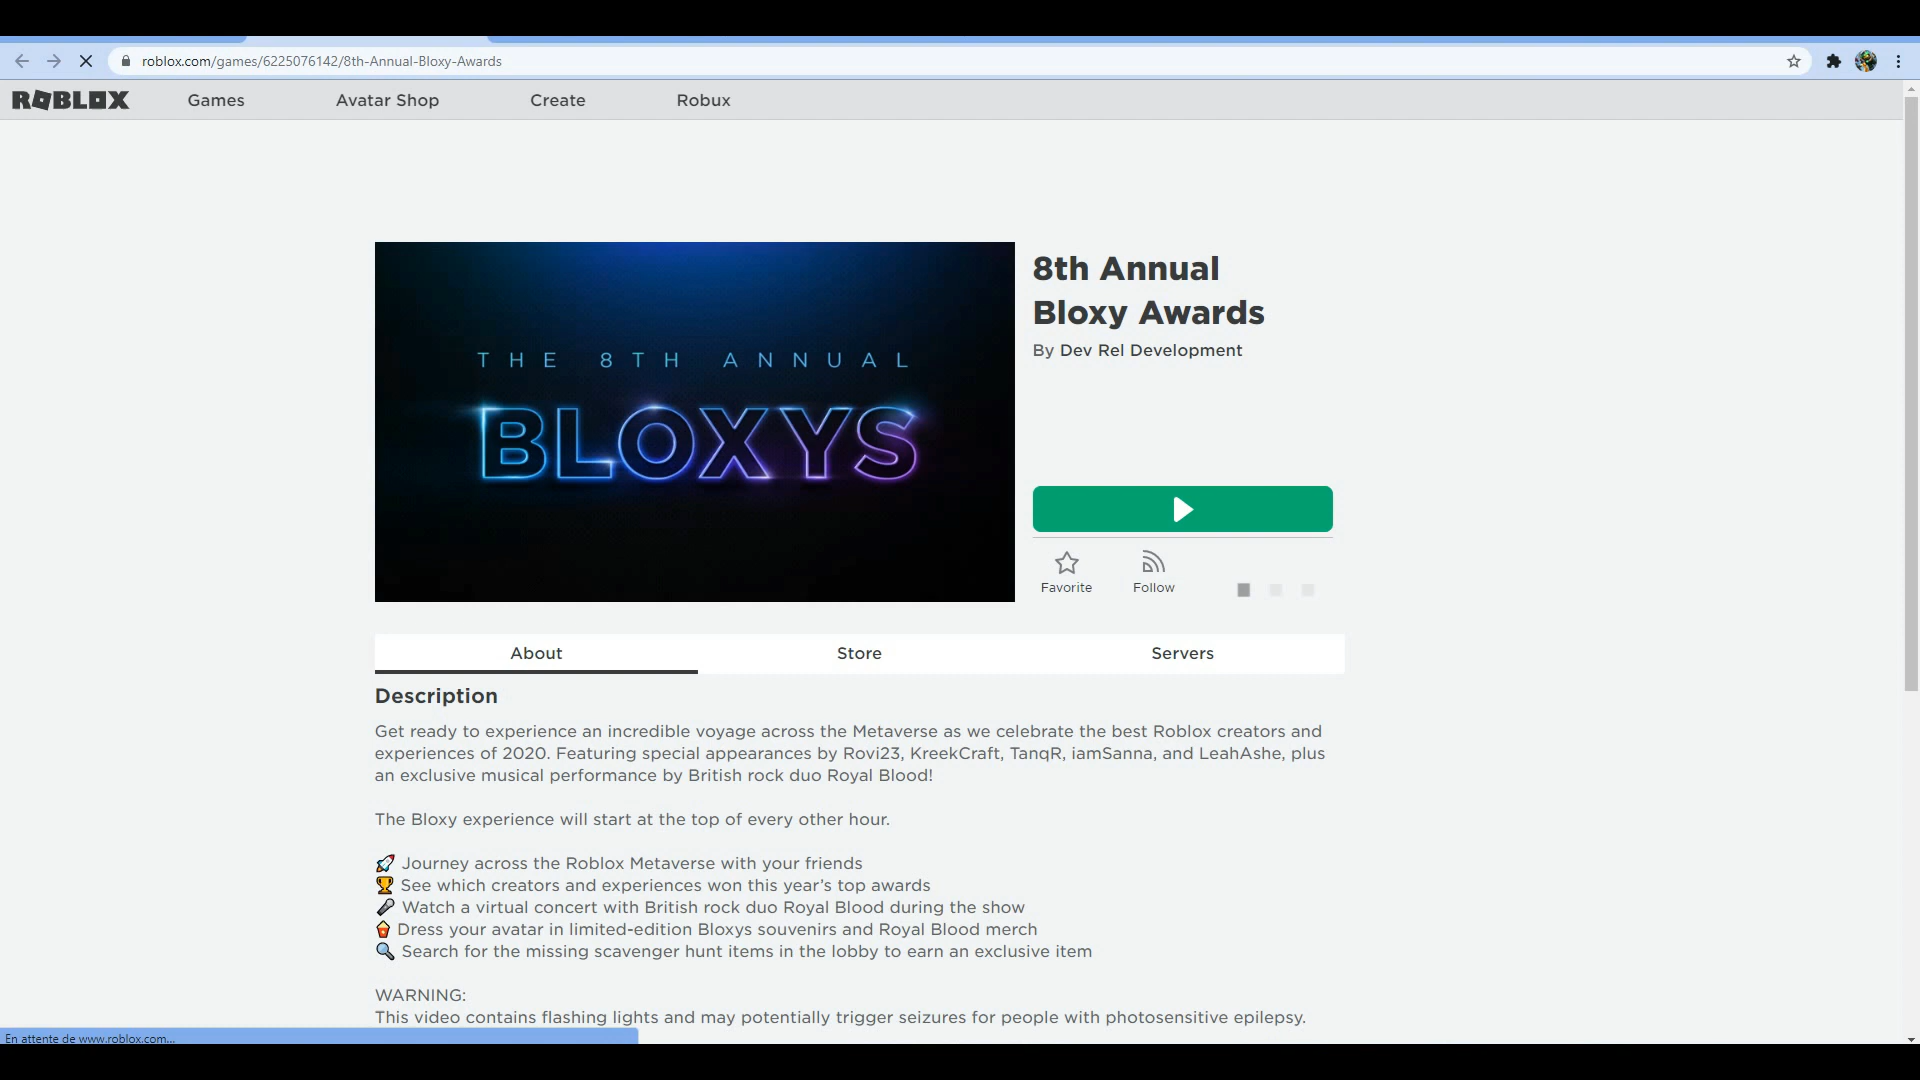 roblox.com/games/6225076142/8th-Annual-Bloxy-Awards
ROBLOX Games Avatar Shop Create Robux
THE 8TH ANNUAL
BLOXYS
8th Annual
Bloxy Awards
By Dev Rel Development
Favorite Follow
About Store Servers
Description
Get ready to experience an incredible voyage across the Metaverse as we celebrate the best Roblox creators and
experiences of 2020. Featuring special appearances by Rovi23, KreekCraft, TanqR, iamSanna, and LeahAshe, plus
an exclusive musical performance by British rock duo Royal Blood!
The Bloxy experience will start at the top of every other hour.
🚀 Journey across the Roblox Metaverse with your friends
🏆 See which creators and experiences won this year’s top awards
🎤 Watch a virtual concert with British rock duo Royal Blood during the show
🍿 Dress your avatar in limited-edition Bloxys souvenirs and Royal Blood merch
🔍 Search for the missing scavenger hunt items in the lobby to earn an exclusive item
WARNING:
This video contains flashing lights and may potentially trigger seizures for people with photosensitive epilepsy.
En attente de www.roblox.com...